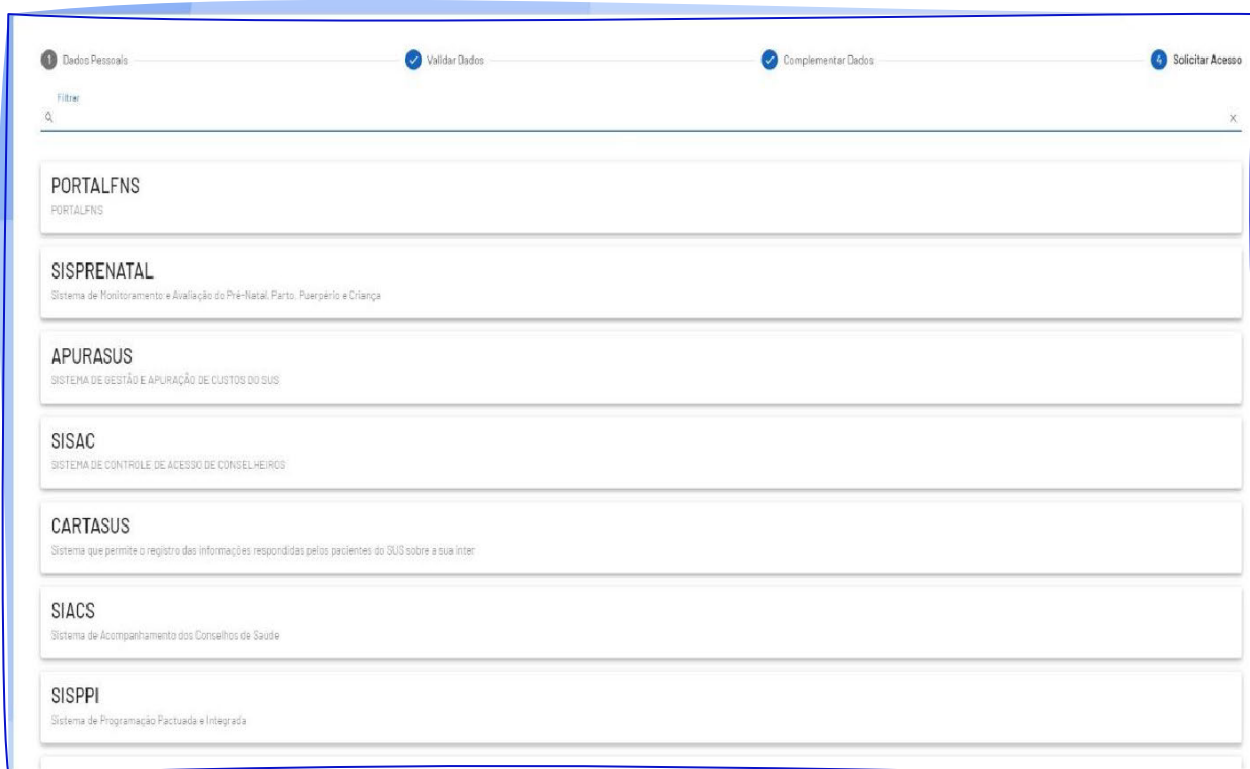 1 Dados Pessoais Validar Dados Complementar Dados 4 Solicitar Acesso
Filtrar
PORTALFNS
PORTALFNS
SISPRENATAL
Sistema de Monitoramento e Avaliação do Pré-Natal, Parto, Puerpério e Criança
APURASUS
SISTEMA DE GESTÃO E APURAÇÃO DE CUSTOS DO SUS
SISAC
SISTEMA DE CONTROLE DE ACESSO DE CONSELHEIROS
CARTASUS
Sistema que permite o registro das informações respondidas pelos pacientes do SUS sobre a sua inter
SIACS
Sistema de Acompanhamento dos Conselhos de Saúde
SISPPI
Sistema de Programação Pactuada e Integrada